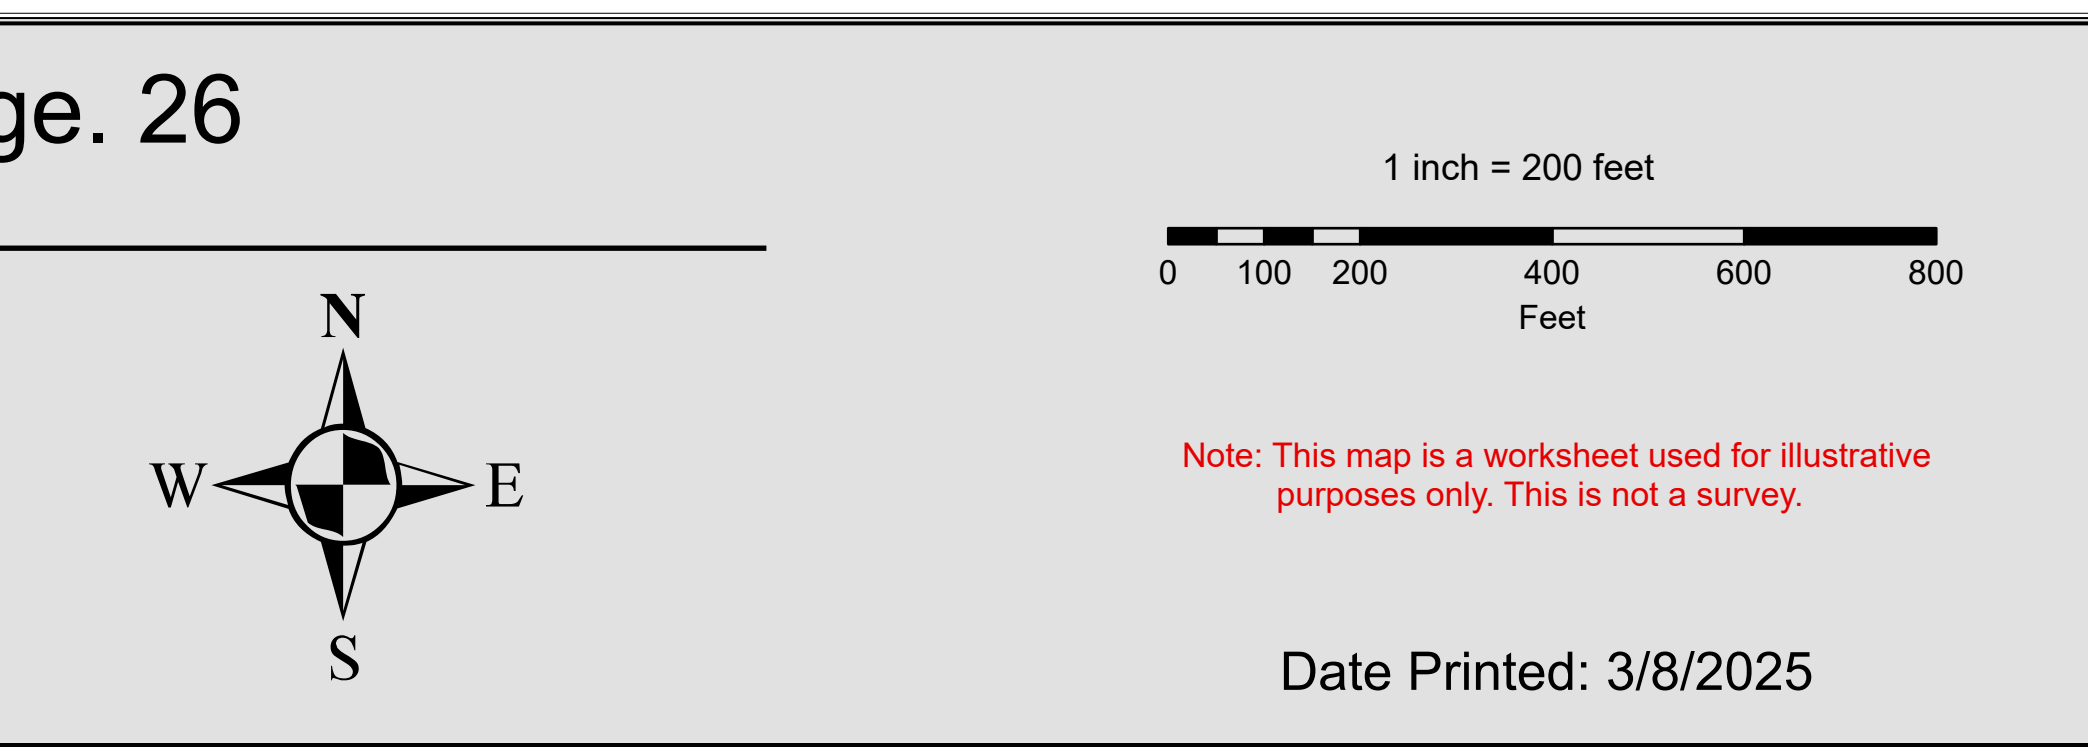 ge. 26
1 inch = 200 feet
0 100 200 400 600 800
Feet
N
W E
S
Note: This map is a worksheet used for illustrative
purposes only. This is not a survey.
Date Printed: 3/8/2025